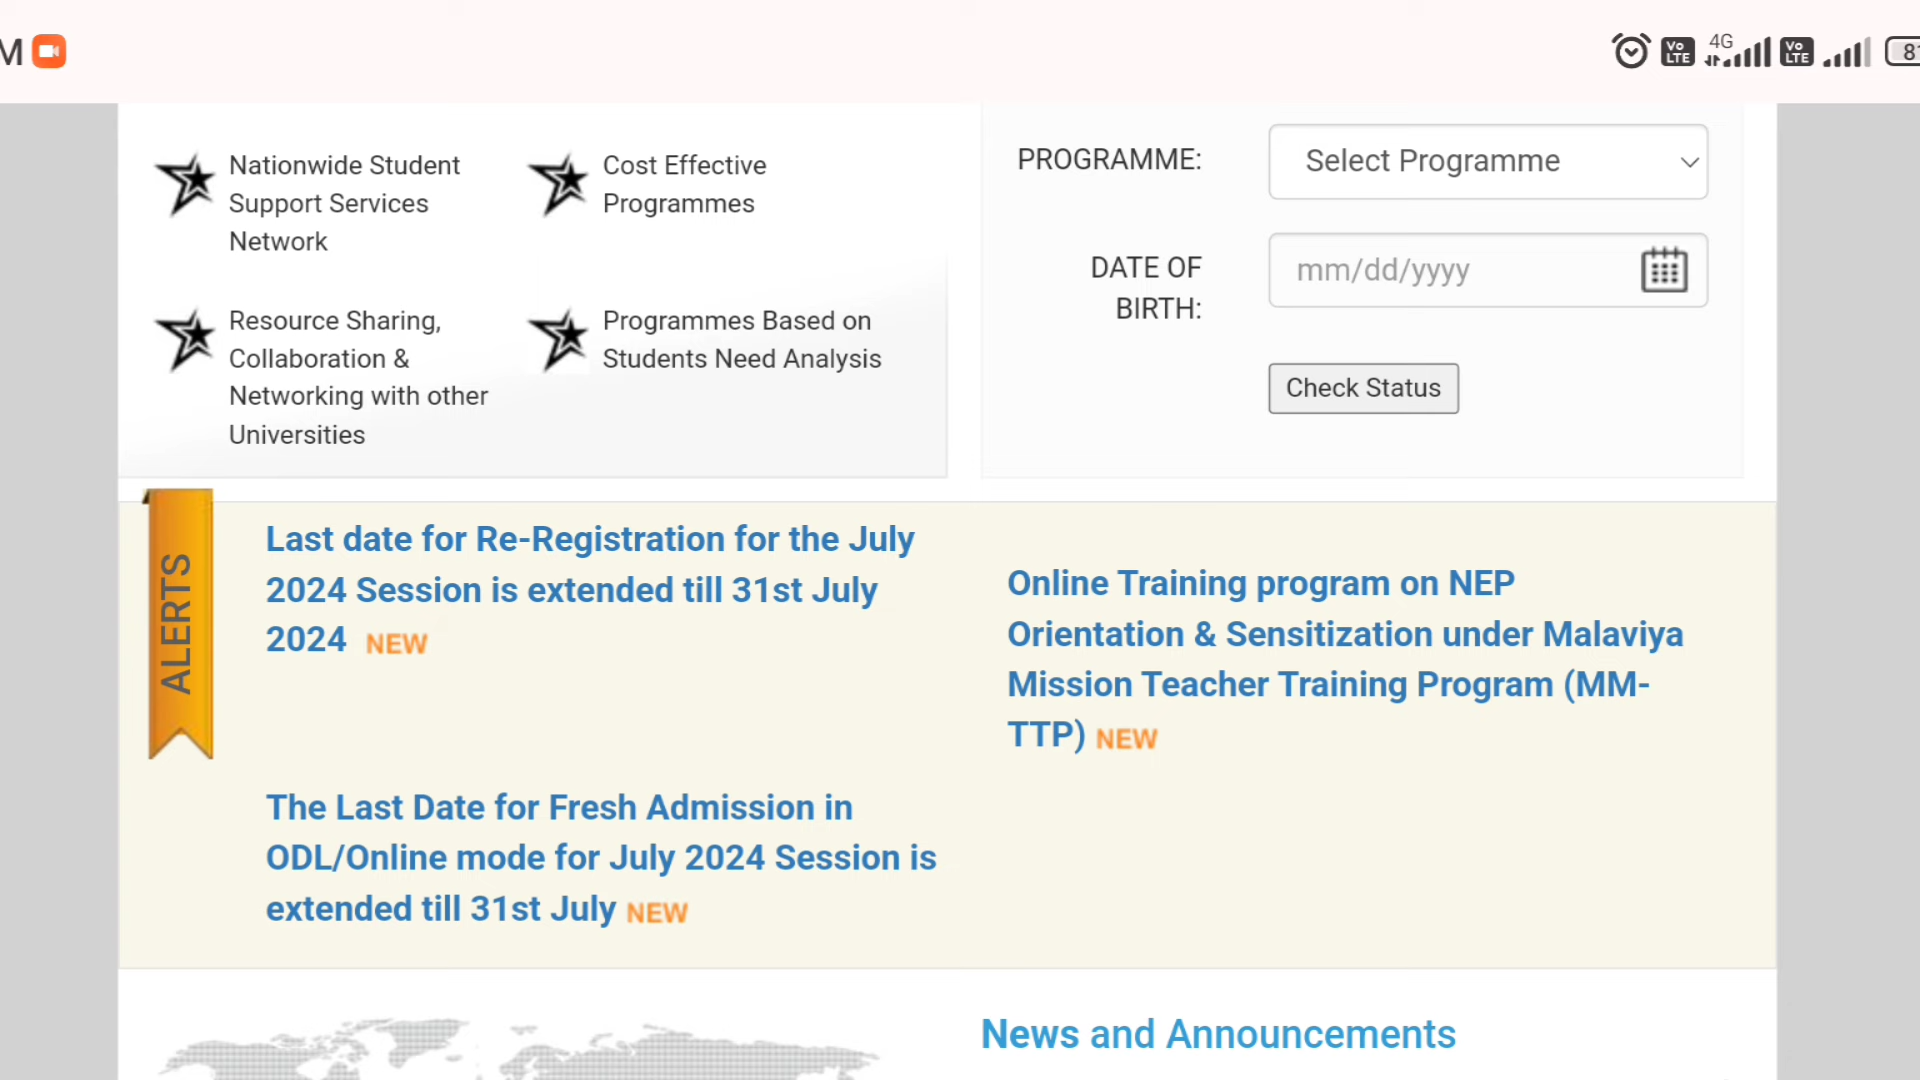 M
4G
Vo
LTE
Vo
LTE
Nationwide Student
Support Services
Network
Cost Effective
Programmes
Resource Sharing,
Collaboration &
Networking with other
Universities
Programmes Based on
Students Need Analysis
PROGRAMME:
Select Programme
DATE OF
BIRTH:
mm/dd/yyyy
Check Status
ALERTS
Last date for Re-Registration for the July
2024 Session is extended till 31st July
2024 NEW
The Last Date for Fresh Admission in
ODL/Online mode for July 2024 Session is
extended till 31st July NEW
Online Training program on NEP
Orientation & Sensitization under Malaviya
Mission Teacher Training Program (MM-
TTP) NEW
News and Announcements